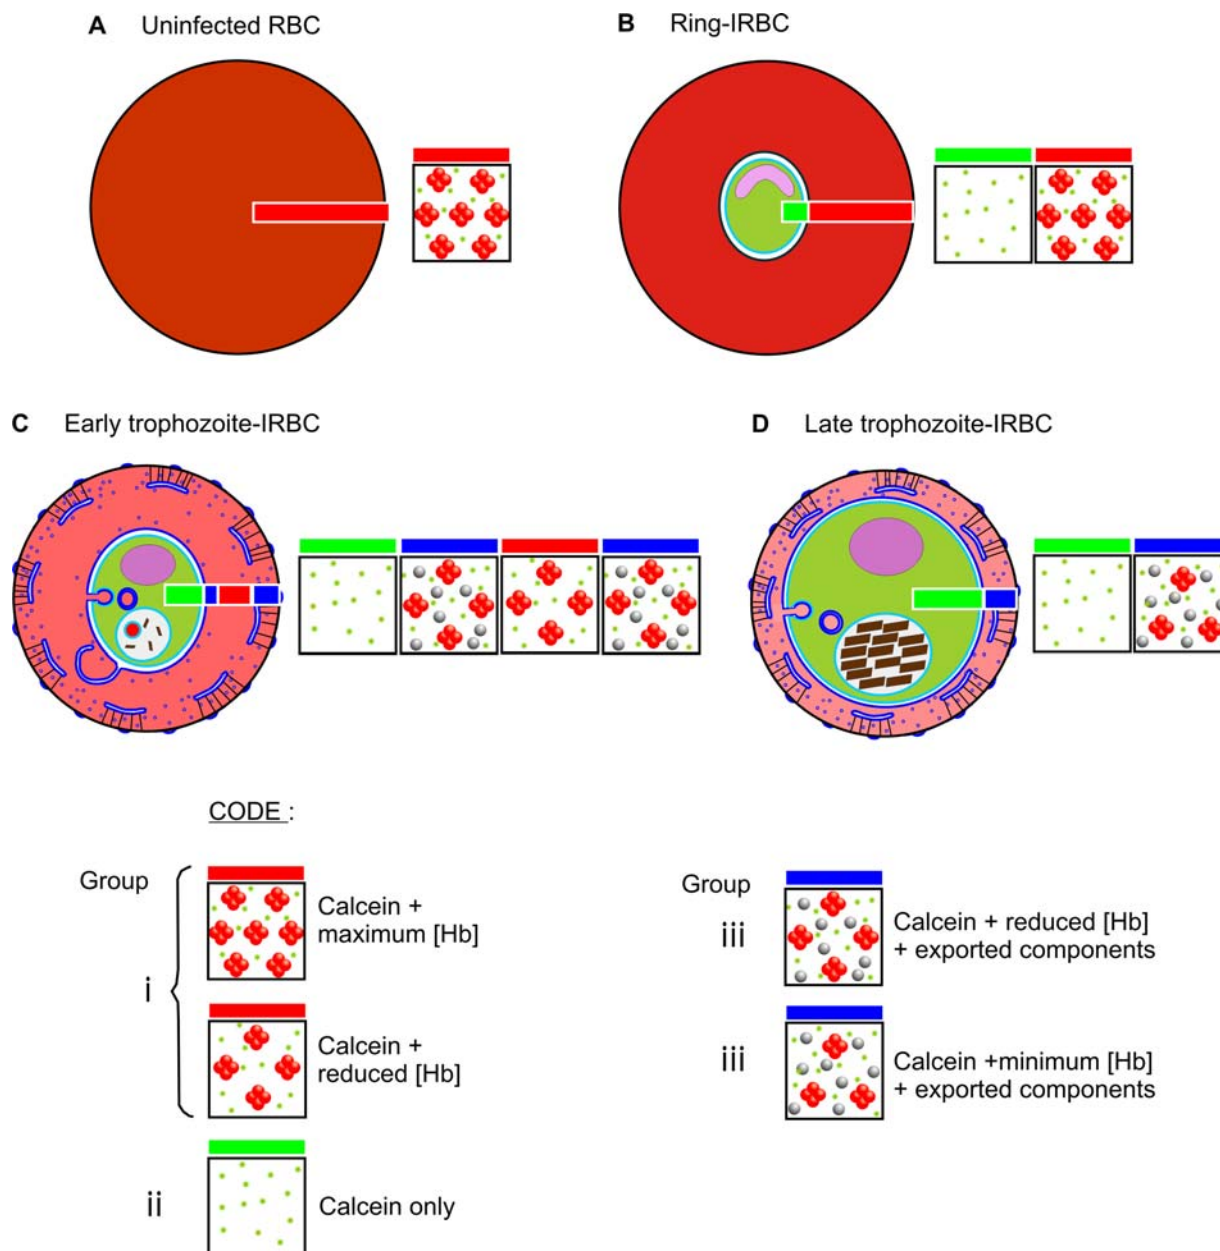 A Uninfected RBC
B Ring-IRBC
C Early trophozoite-IRBC
D Late trophozoite-IRBC
CODE :
Group
i
Calcein +
maximum [Hb]
Calcein +
reduced [Hb]
ii
Calcein only
Group
iii
Calcein + reduced [Hb]
+ exported components
iii
Calcein +minimum [Hb]
+ exported components